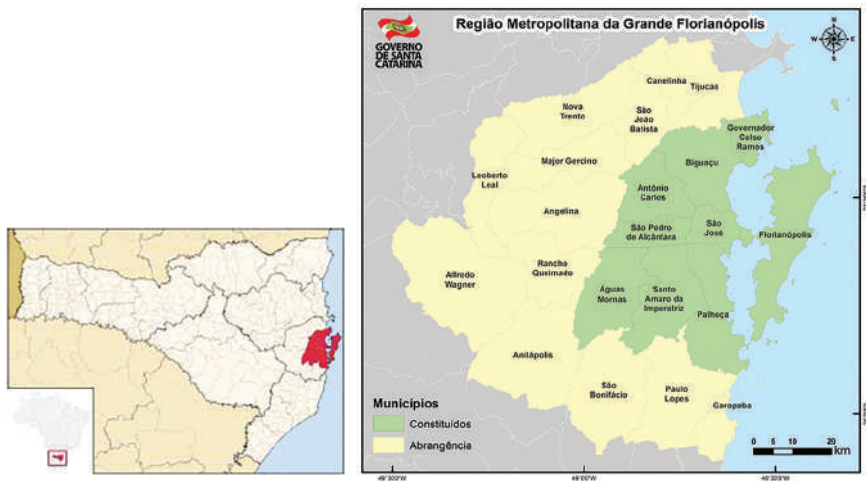 Região Metropolitana da Grande Florianópolis
GOVERNO
DE SANTA
CATARINA
N
W
E
S
Canelinha
Tijucas
Nova
Trento
São
João
Batista
Governador
Celso
Ramos
Major Gercino
Biguaçu
Leoberto
Leal
Antônio
Carlos
Angelina
São Pedro
de Alcântara
São
José
Florianópolis
Alfredo
Wagner
Rancho
Queimado
Águas
Mornas
Santo
Amaro da
Imperatriz
Palhoça
Anitápolis
São
Bonifácio
Paulo
Lopes
Garopaba
Municípios
Constituídos
Abrangência
0 5 10 20
km